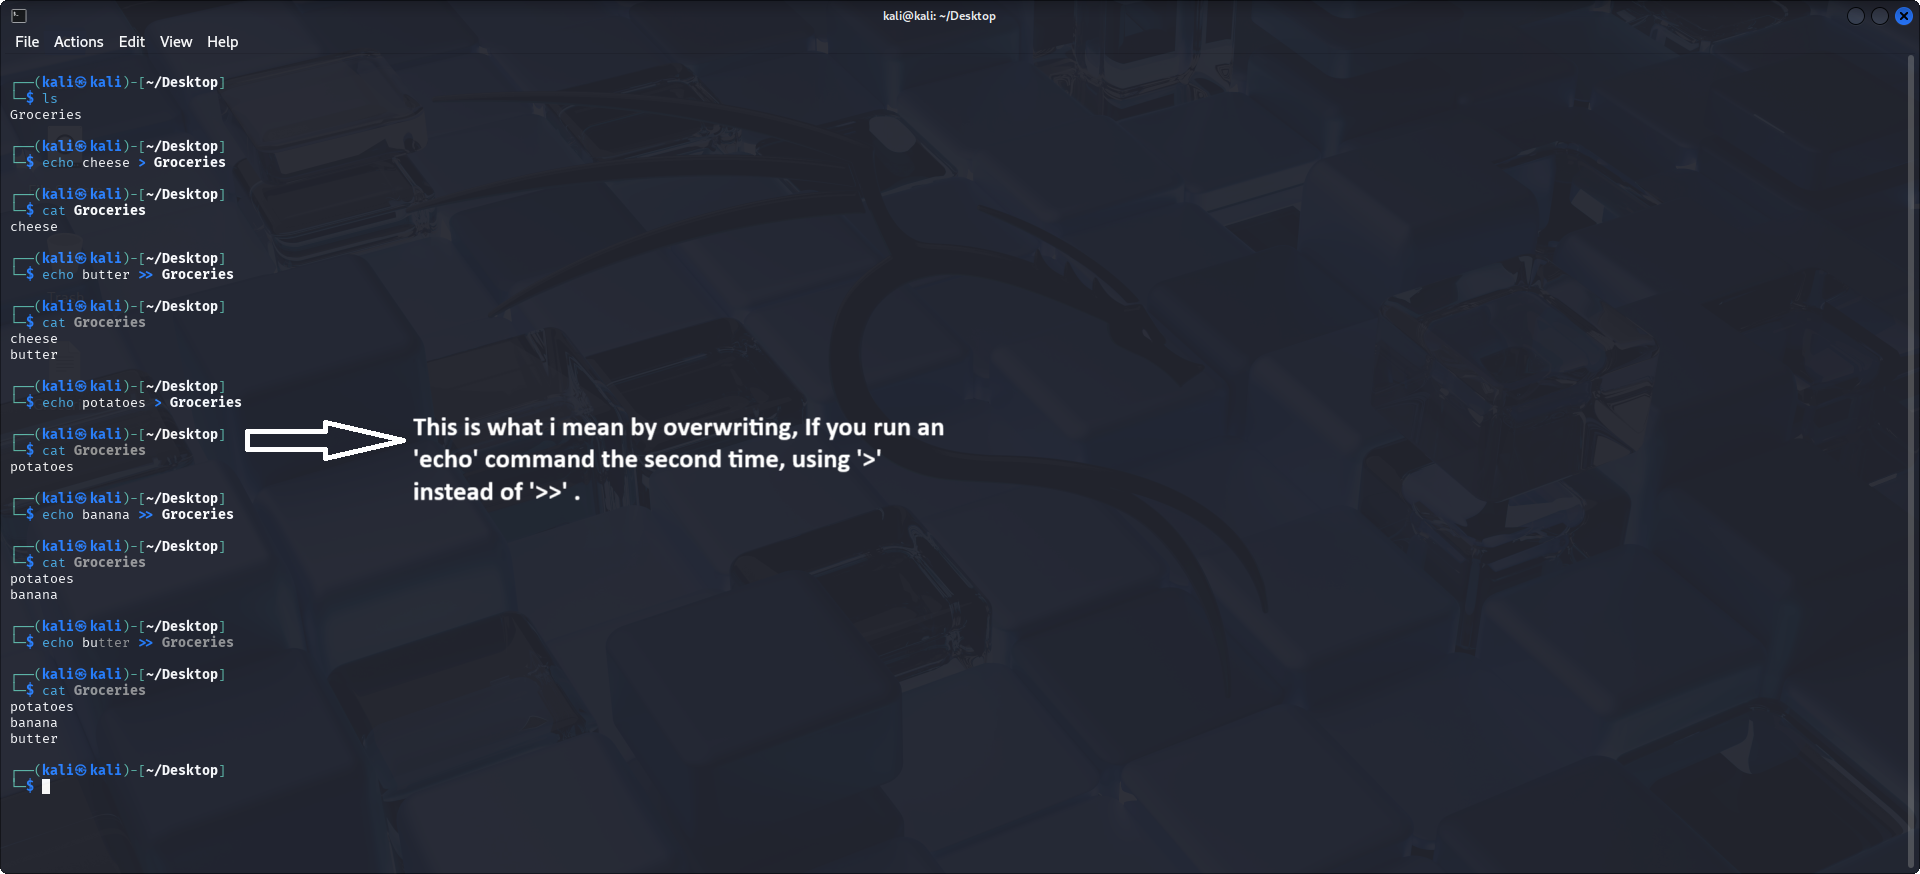 kali@kali: ~/Desktop
File Actions Edit View Help
┌──(kali㉿kali)-[~/Desktop]
└─$ ls
Groceries
┌──(kali㉿kali)-[~/Desktop]
└─$ echo cheese > Groceries
┌──(kali㉿kali)-[~/Desktop]
└─$ cat Groceries
cheese
┌──(kali㉿kali)-[~/Desktop]
└─$ echo butter >> Groceries
┌──(kali㉿kali)-[~/Desktop]
└─$ cat Groceries
cheese
butter
┌──(kali㉿kali)-[~/Desktop]
└─$ echo potatoes > Groceries
┌──(kali㉿kali)-[~/Desktop]
└─$ cat Groceries
potatoes
This is what i mean by overwriting, If you run an
'echo' command the second time, using '>'
instead of '>>' .
┌──(kali㉿kali)-[~/Desktop]
└─$ echo banana >> Groceries
┌──(kali㉿kali)-[~/Desktop]
└─$ cat Groceries
potatoes
banana
┌──(kali㉿kali)-[~/Desktop]
└─$ echo butter >> Groceries
┌──(kali㉿kali)-[~/Desktop]
└─$ cat Groceries
potatoes
banana
butter
┌──(kali㉿kali)-[~/Desktop]
└─$